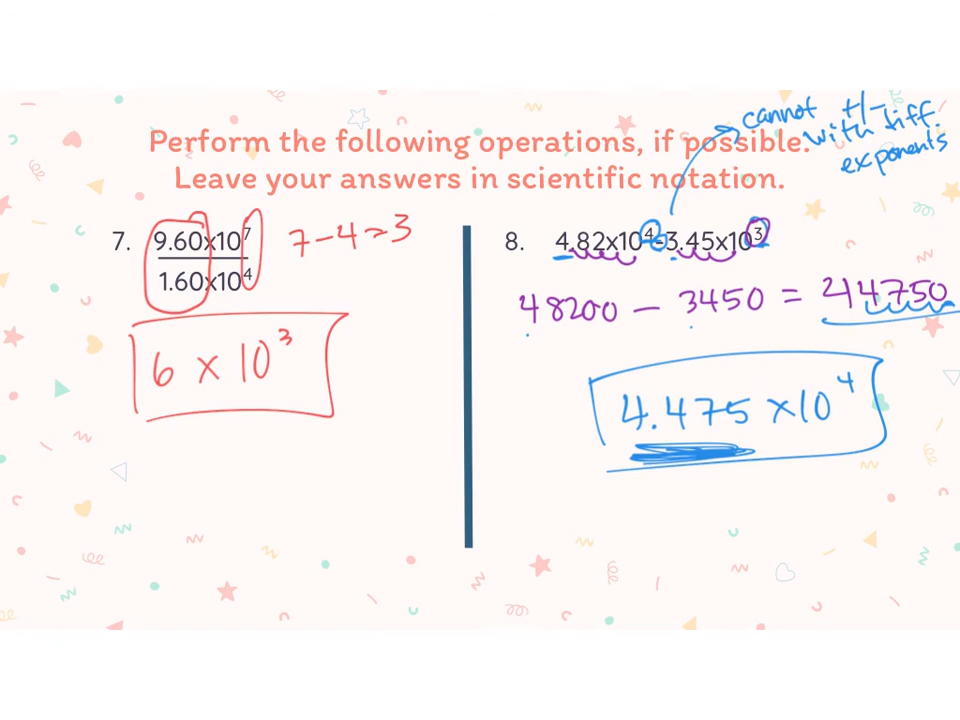 Perform the following operations, if possible.
Leave your answers in scientific notation.
cannot +/-
with diff.
exponents
7. 9.60x10⁷
1.60x10⁴
7-4=3
6 x 10³
8. 4.82x10⁴-3.45x10³
48200 - 3450 = 44750
4.475 x10⁴